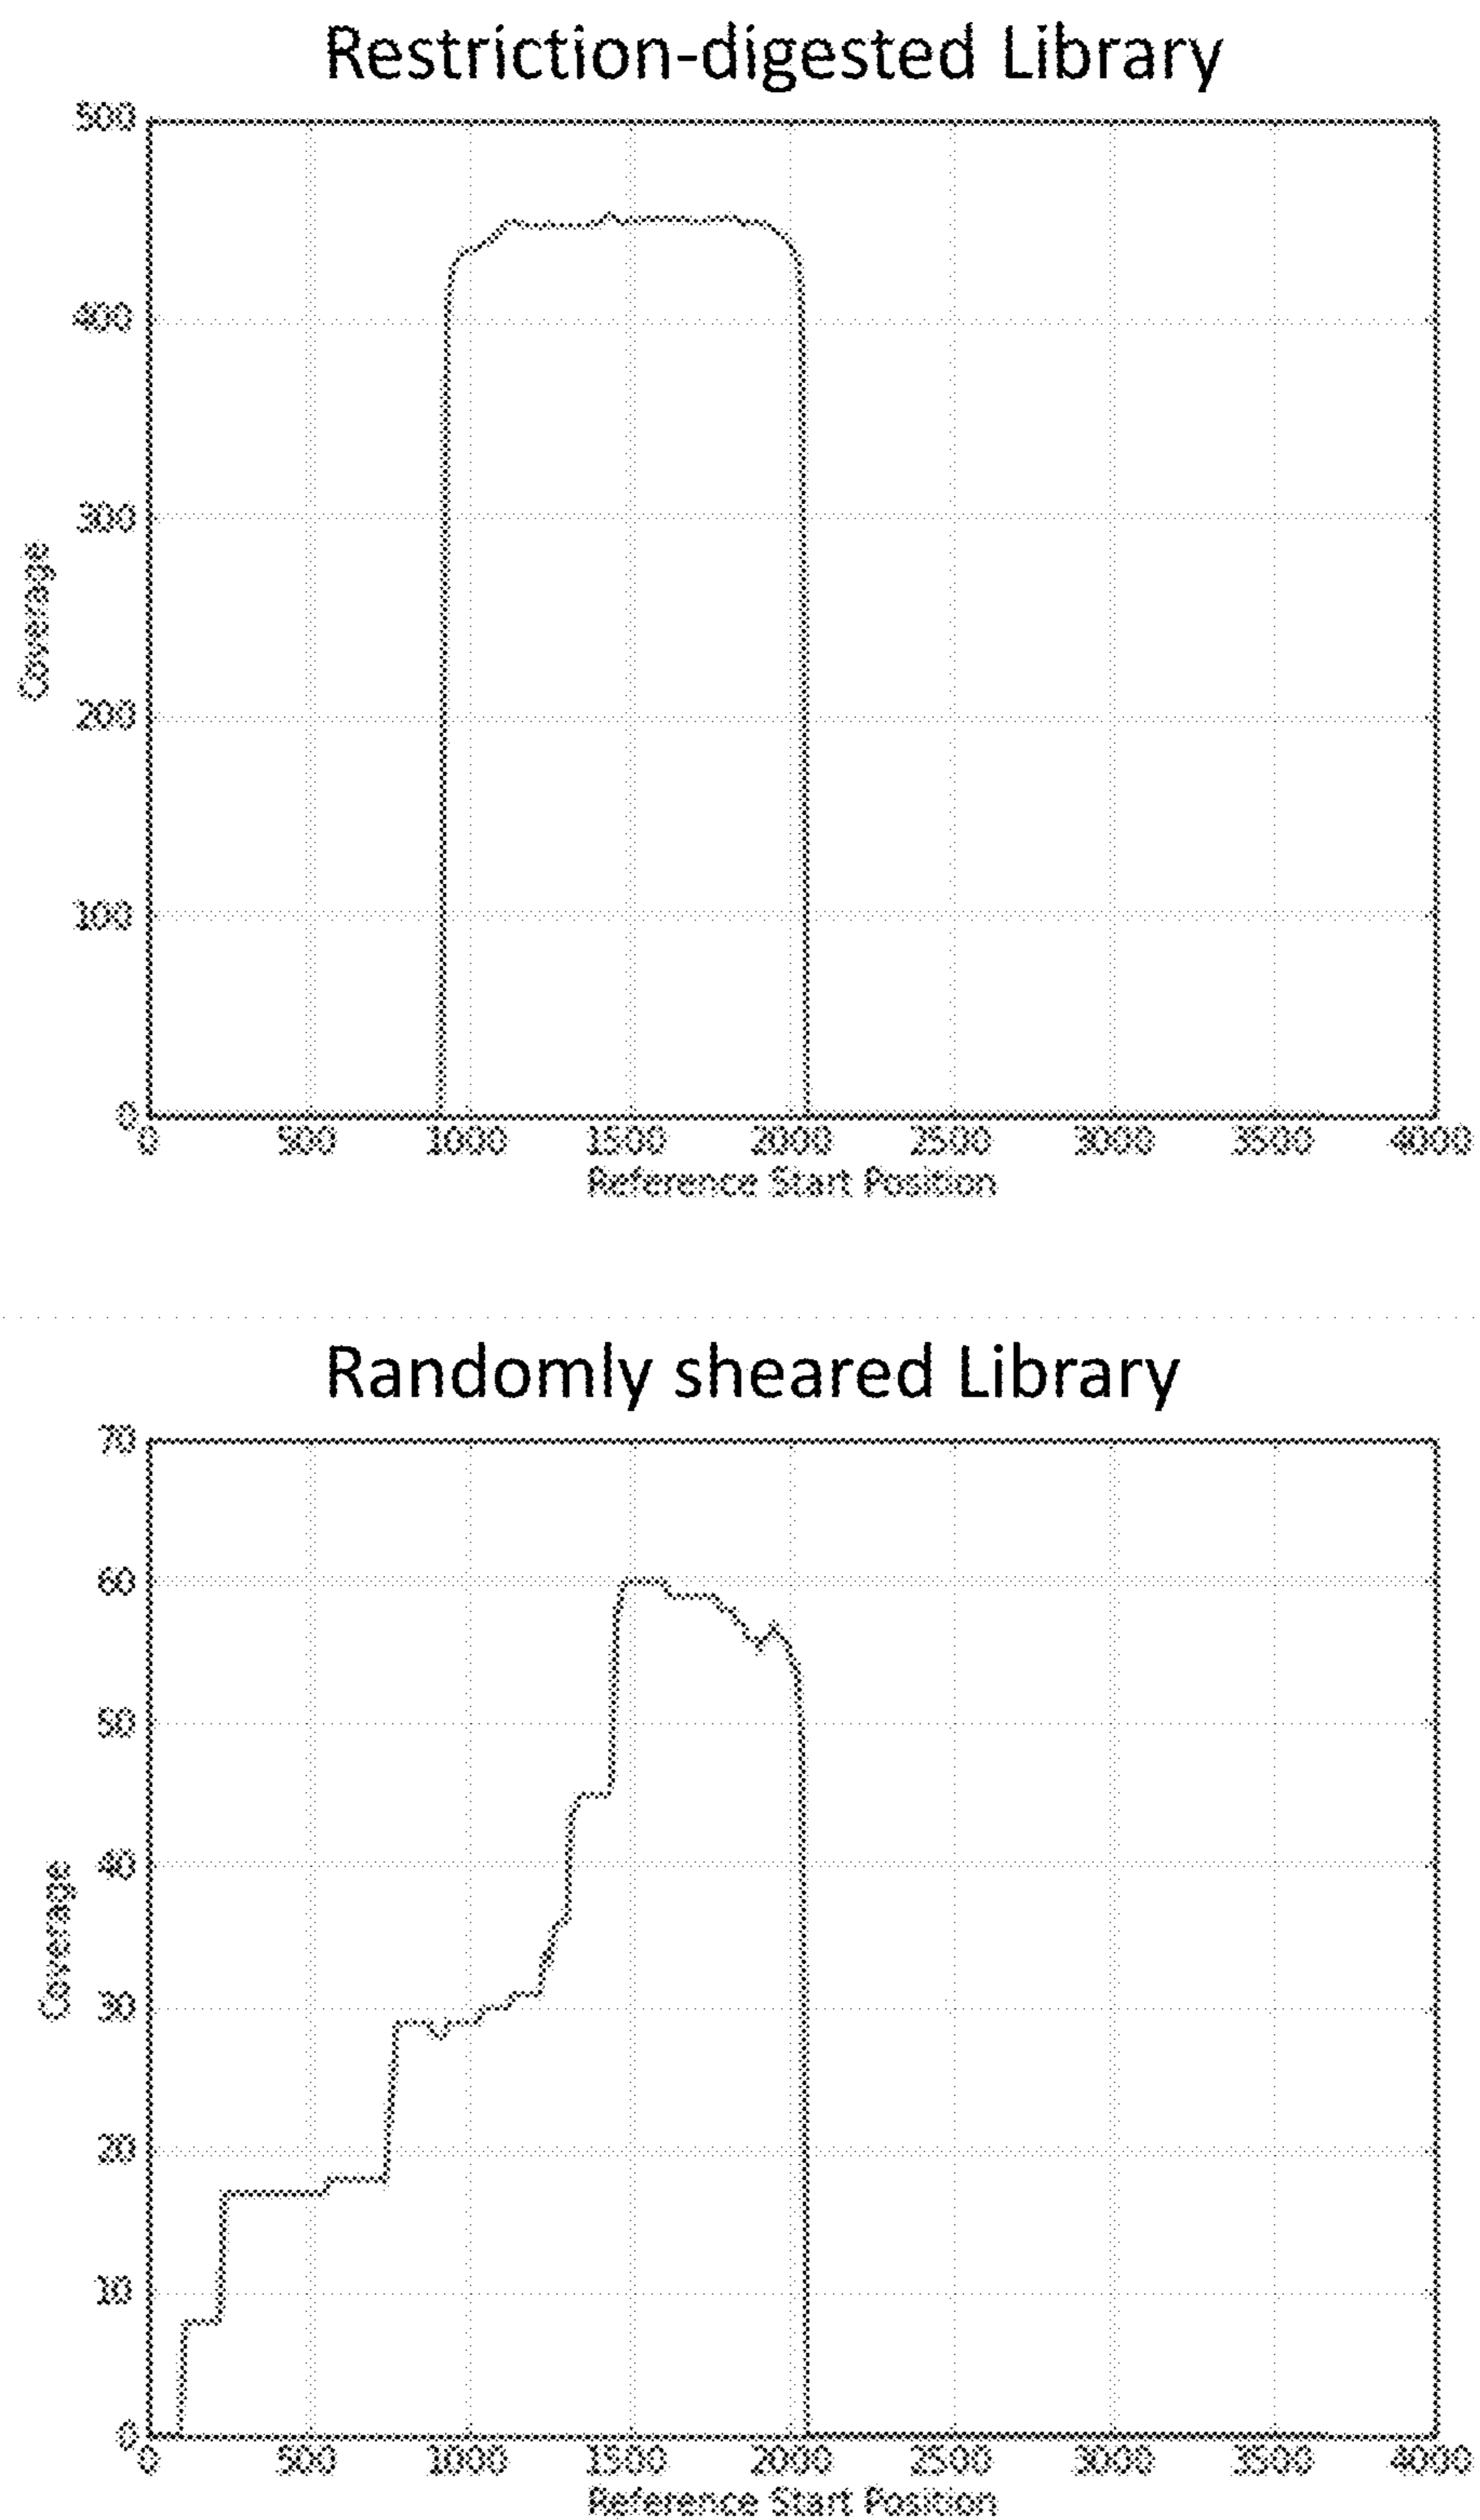 Restriction-digested Library
500
400
300
200
100
0
Coverage
0 500 1000 1500 2000 2500 3000 3500 4000
Reference Start Position
Randomly sheared Library
70
60
50
40
30
20
10
0
Coverage
0 500 1000 1500 2000 2500 3000 3500 4000
Reference Start Position